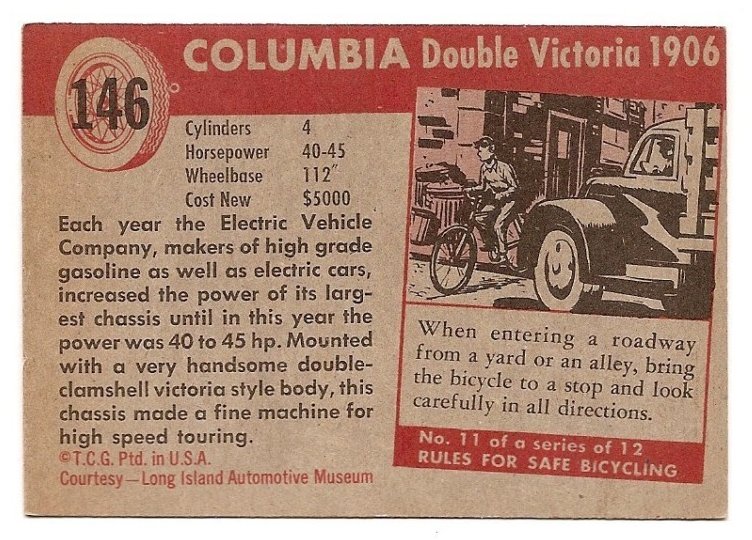 146
COLUMBIA Double Victoria 1906
Cylinders 4
Horsepower 40-45
Wheelbase 112"
Cost New $5000
Each year the Electric Vehicle
Company, makers of high grade
gasoline as well as electric cars,
increased the power of its larg-
est chassis until in this year the
power was 40 to 45 hp. Mounted
with a very handsome double-
clamshell victoria style body, this
chassis made a fine machine for
high speed touring.
©T.C.G. Ptd. in U.S.A.
Courtesy—Long Island Automotive Museum
When entering a roadway
from a yard or an alley, bring
the bicycle to a stop and look
carefully in all directions.
No. 11 of a series of 12
RULES FOR SAFE BICYCLING